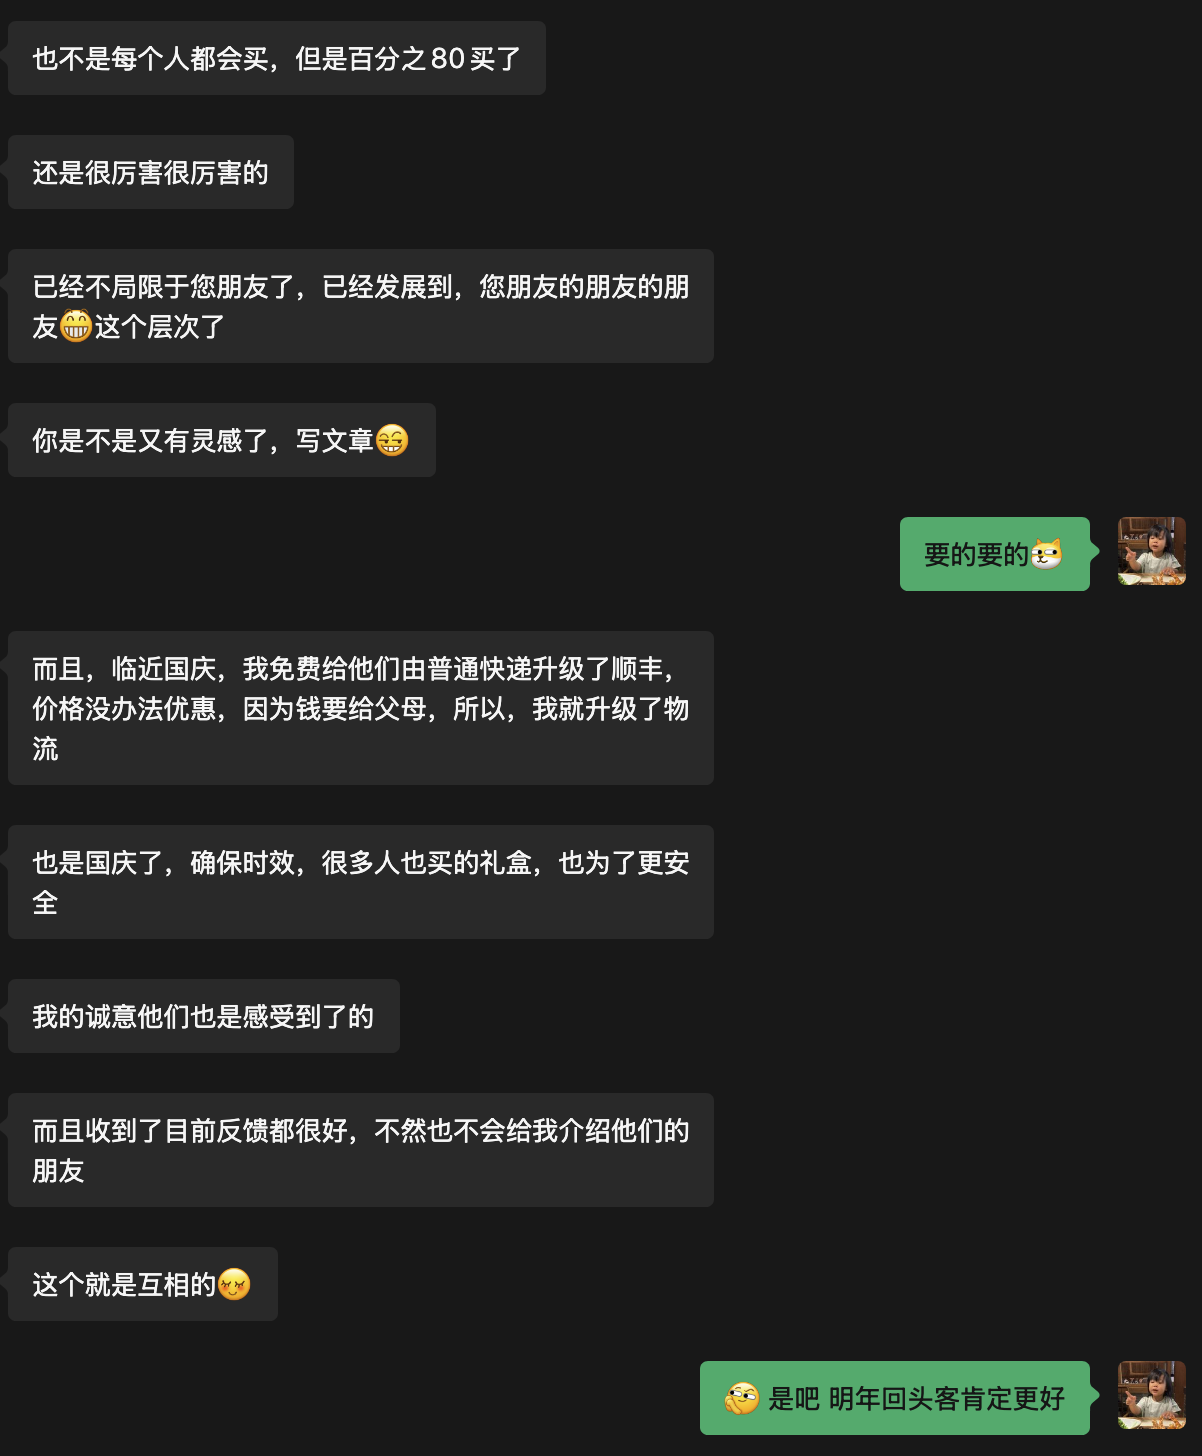 也不是每个人都会买，但是百分之80买了
还是很厉害很厉害的
已经不局限于您朋友了，已经发展到，您朋友的朋友的朋
友😁这个层次了
你是不是又有灵感了，写文章😁
要的要的
而且，临近国庆，我免费给他们由普通快递升级了顺丰，
价格没办法优惠，因为钱要给父母，所以，我就升级了物
流
也是国庆了，确保时效，很多人也买的礼盒，也为了更安
全
我的诚意他们也是感受到了的
而且收到了目前反馈都很好，不然也不会给我介绍他们的
朋友
这个就是互相的
是吧 明年回头客肯定更好